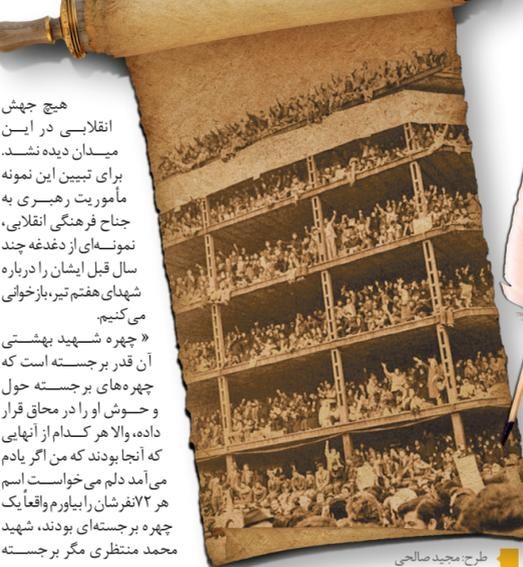 هیچ جهش
انقلابی در این
میدان دیده نشد.
برای تبیین این نمونه
مأموریت رهبری به
جناح فرهنگی انقلابی،
نمونه‌ای از دغدغه چند
سال قبل ایشان را درباره
شهدای هفتم تیر، بازخوانی
می‌کنیم.
« چهره شهید بهشتی
آن قدر برجسته است که
چهره‌های برجسته حول
و حوش او را در محاق قرار
داده، والا هر کدام از آنهایی
که آنجا بودند که من اگر یادم
می‌آمد دلم می‌خواست اسم
هر ۷۲نفرشان را بیاورم واقعاً یک
چهره برجسته‌ای بودند، شهید
محمد منتظری مگر برجسته
طرح: مجید صالحی